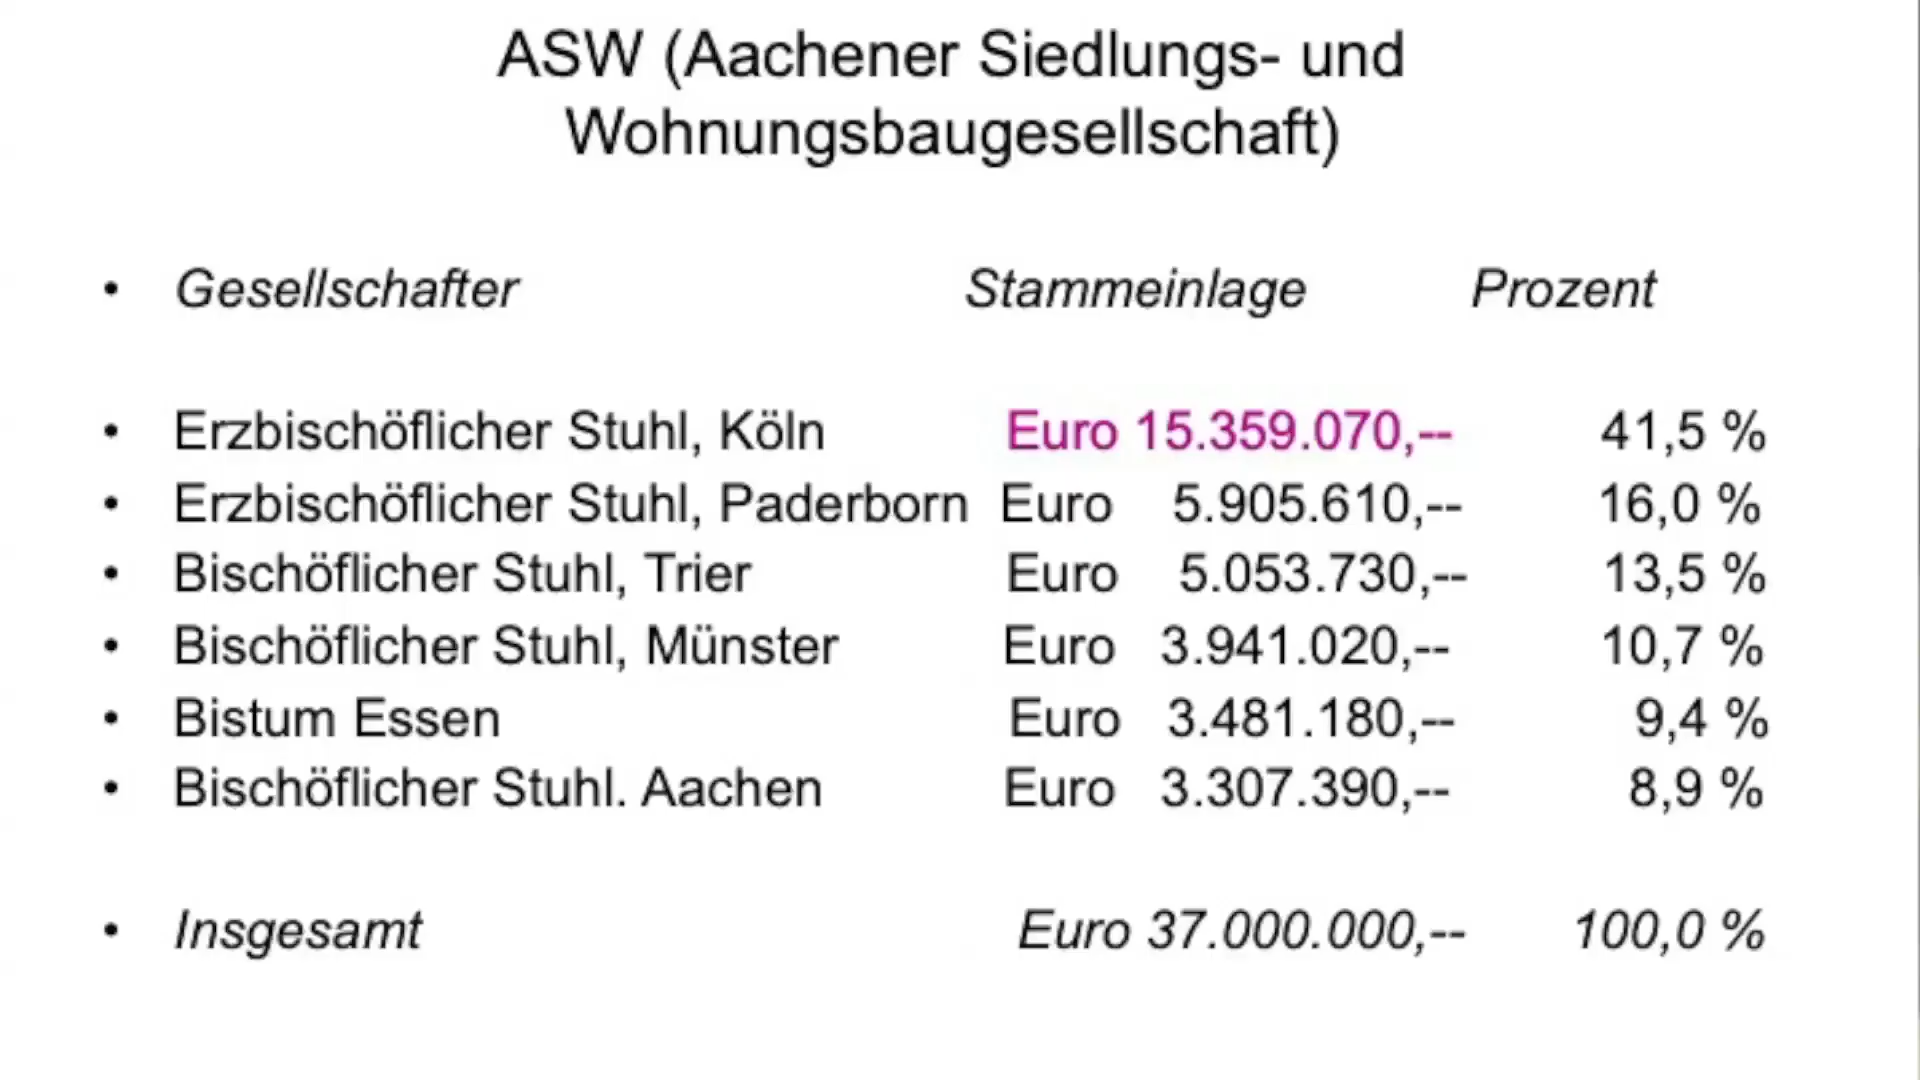 ASW (Aachener Siedlungs- und
Wohnungsbaugesellschaft)
• Gesellschafter Stammeinlage Prozent
• Erzbischöflicher Stuhl, Köln Euro 15.359.070,-- 41,5 %
• Erzbischöflicher Stuhl, Paderborn Euro 5.905.610,-- 16,0 %
• Bischöflicher Stuhl, Trier Euro 5.053.730,-- 13,5 %
• Bischöflicher Stuhl, Münster Euro 3.941.020,-- 10,7 %
• Bistum Essen Euro 3.481.180,-- 9,4 %
• Bischöflicher Stuhl. Aachen Euro 3.307.390,-- 8,9 %
• Insgesamt Euro 37.000.000,-- 100,0 %